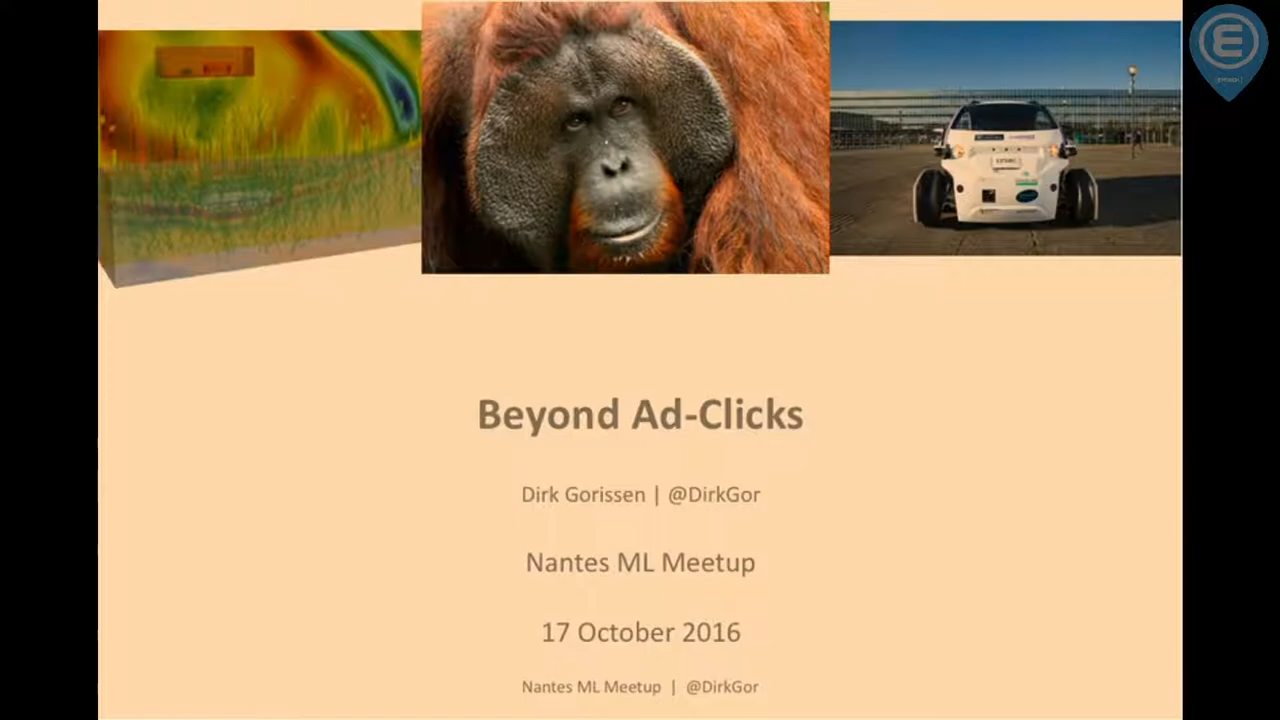 Beyond Ad-Clicks
Dirk Gorissen | @DirkGor
Nantes ML Meetup
17 October 2016
Nantes ML Meetup | @DirkGor